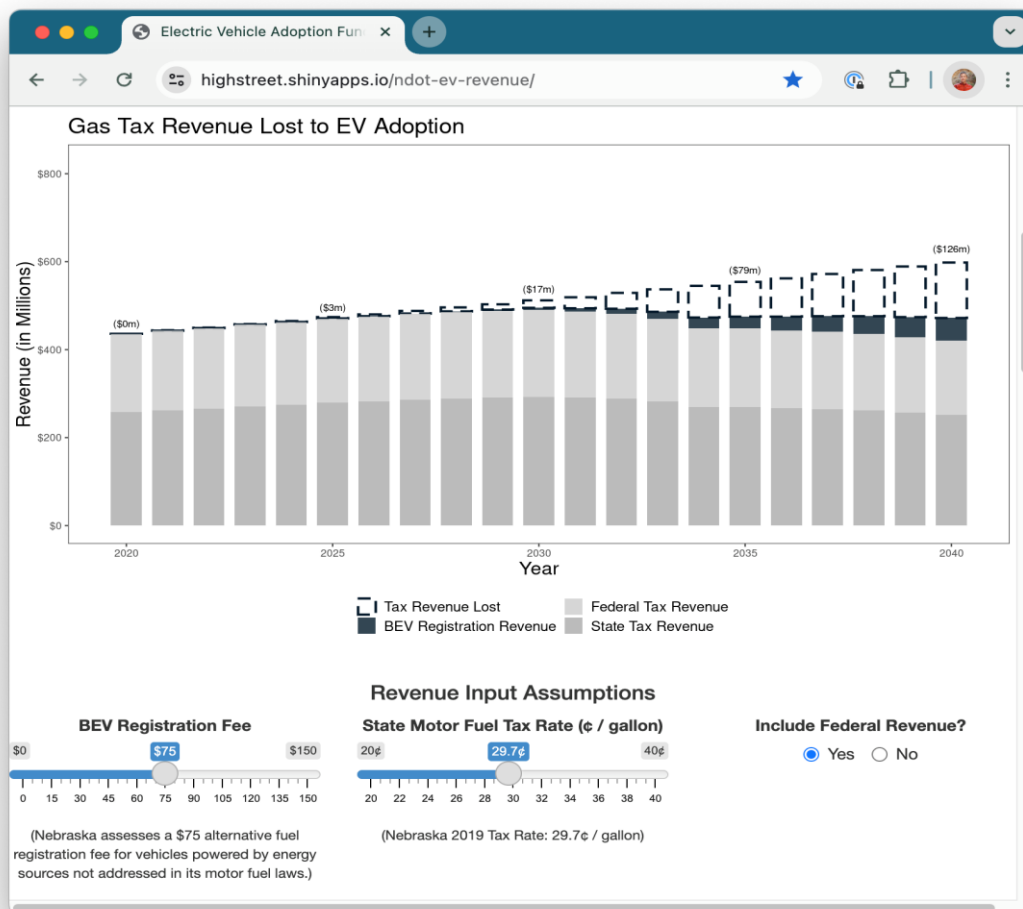 Electric Vehicle Adoption Fun
highstreet.shinyapps.io/ndot-ev-revenue/
Gas Tax Revenue Lost to EV Adoption
Revenue (in Millions)
$800
$600
$400
$200
$0
($0m)
($3m)
($17m)
($79m)
($126m)
2020 2025 2030 2035 2040
Year
Tax Revenue Lost Federal Tax Revenue
BEV Registration Revenue State Tax Revenue
Revenue Input Assumptions
BEV Registration Fee
$0 $75 $150
0 15 30 45 60 75 90 105 120 135 150
(Nebraska assesses a $75 alternative fuel
registration fee for vehicles powered by energy
sources not addressed in its motor fuel laws.)
State Motor Fuel Tax Rate (¢ / gallon)
20¢ 29.7¢ 40¢
20 22 24 26 28 30 32 34 36 38 40
(Nebraska 2019 Tax Rate: 29.7¢ / gallon)
Include Federal Revenue?
Yes No